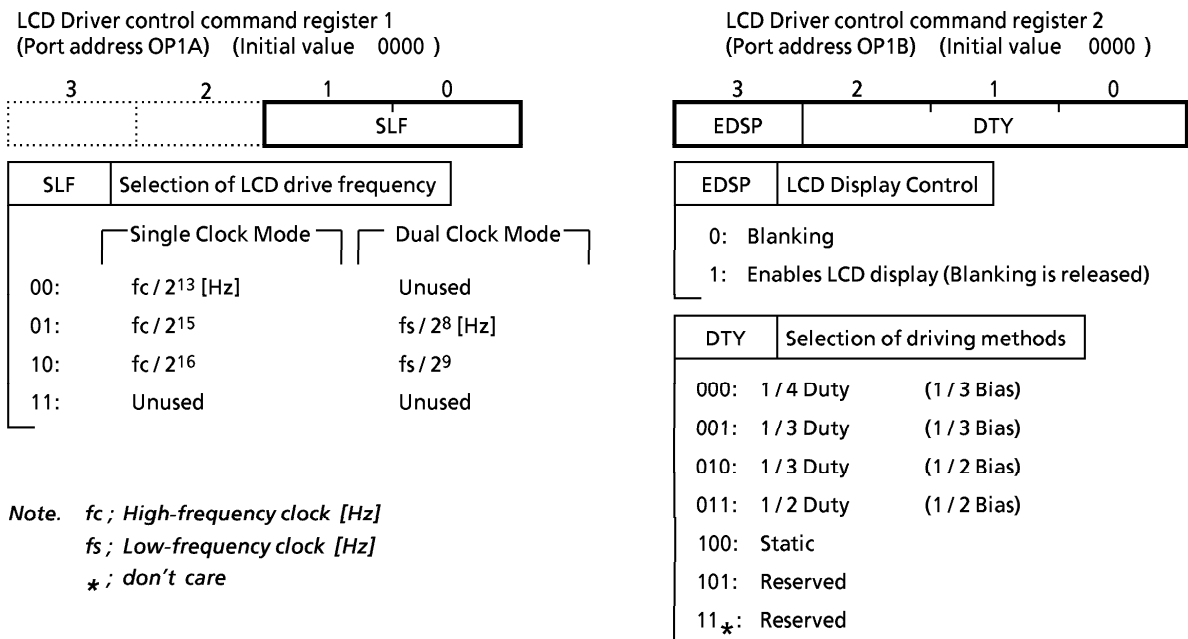 LCD Driver control command register 1
(Port address OP1A) (Initial value 0000 )
3 2 1 0
SLF
SLF Selection of LCD drive frequency
Single Clock Mode Dual Clock Mode
00: fc / 2¹³ [Hz] Unused
01: fc / 2¹⁵ fs / 2⁸ [Hz]
10: fc / 2¹⁶ fs / 2⁹
11: Unused Unused
Note. fc ; High-frequency clock [Hz]
fs ; Low-frequency clock [Hz]
* ; don't care
LCD Driver control command register 2
(Port address OP1B) (Initial value 0000 )
3 2 1 0
EDSP DTY
EDSP LCD Display Control
0: Blanking
1: Enables LCD display (Blanking is released)
DTY Selection of driving methods
000: 1 / 4 Duty (1 / 3 Bias)
001: 1 / 3 Duty (1 / 3 Bias)
010: 1 / 3 Duty (1 / 2 Bias)
011: 1 / 2 Duty (1 / 2 Bias)
100: Static
101: Reserved
11*: Reserved